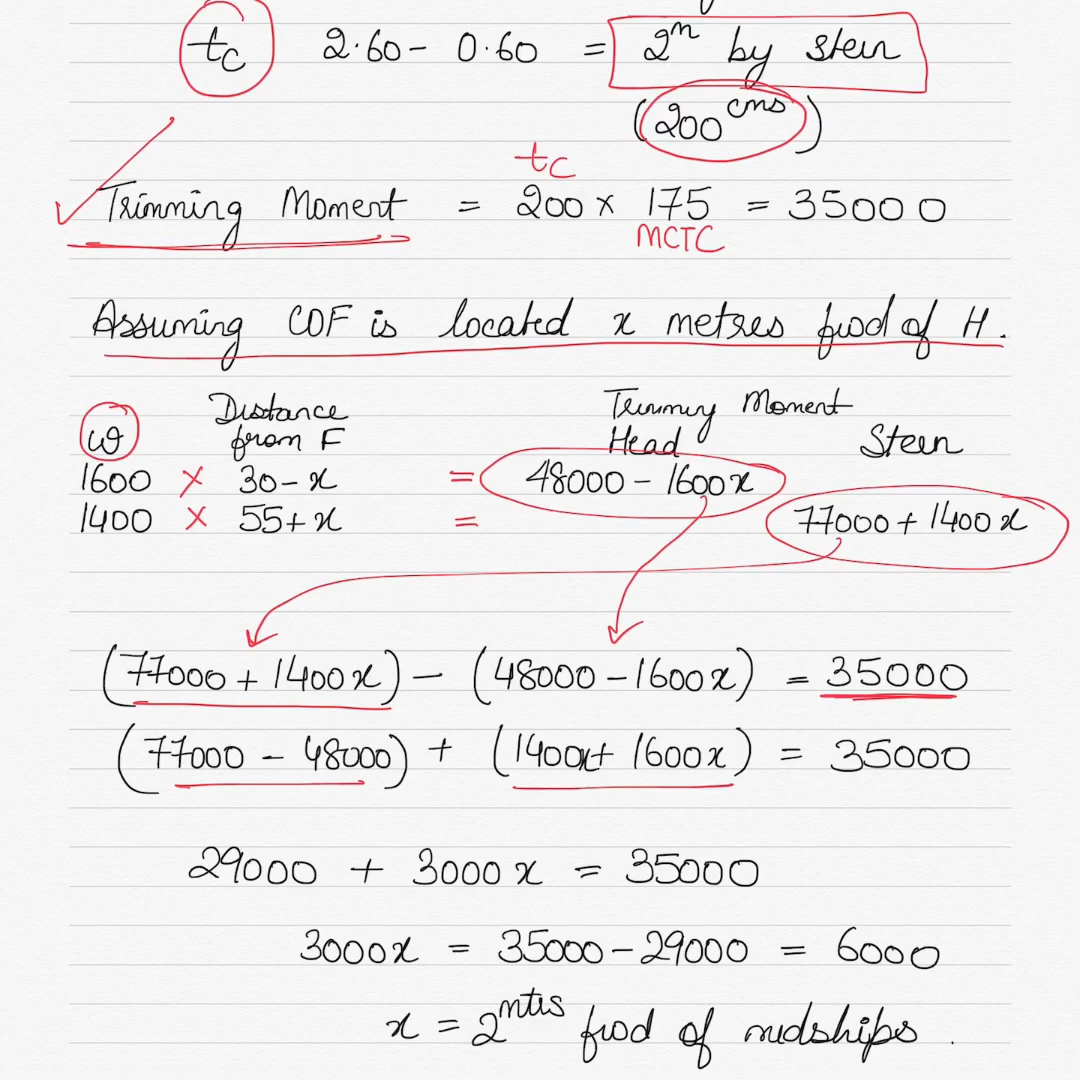 tc 2.60 - 0.60 = 2ᵐ by stern
(200 cms)
tc
Trimming Moment = 200 x 175 = 35000
MCTC
Assuming COF is located x metres fwd of H.
Distance Trimming Moment
ω from F Head Stern
1600 x 30 - x = 48000 - 1600x
1400 x 55 + x = 77000 + 1400x
(77000 + 1400x) - (48000 - 1600x) = 35000
(77000 - 48000) + (1400x + 1600x) = 35000
29000 + 3000x = 35000
3000x = 35000 - 29000 = 6000
x = 2 mtrs fwd of midships.